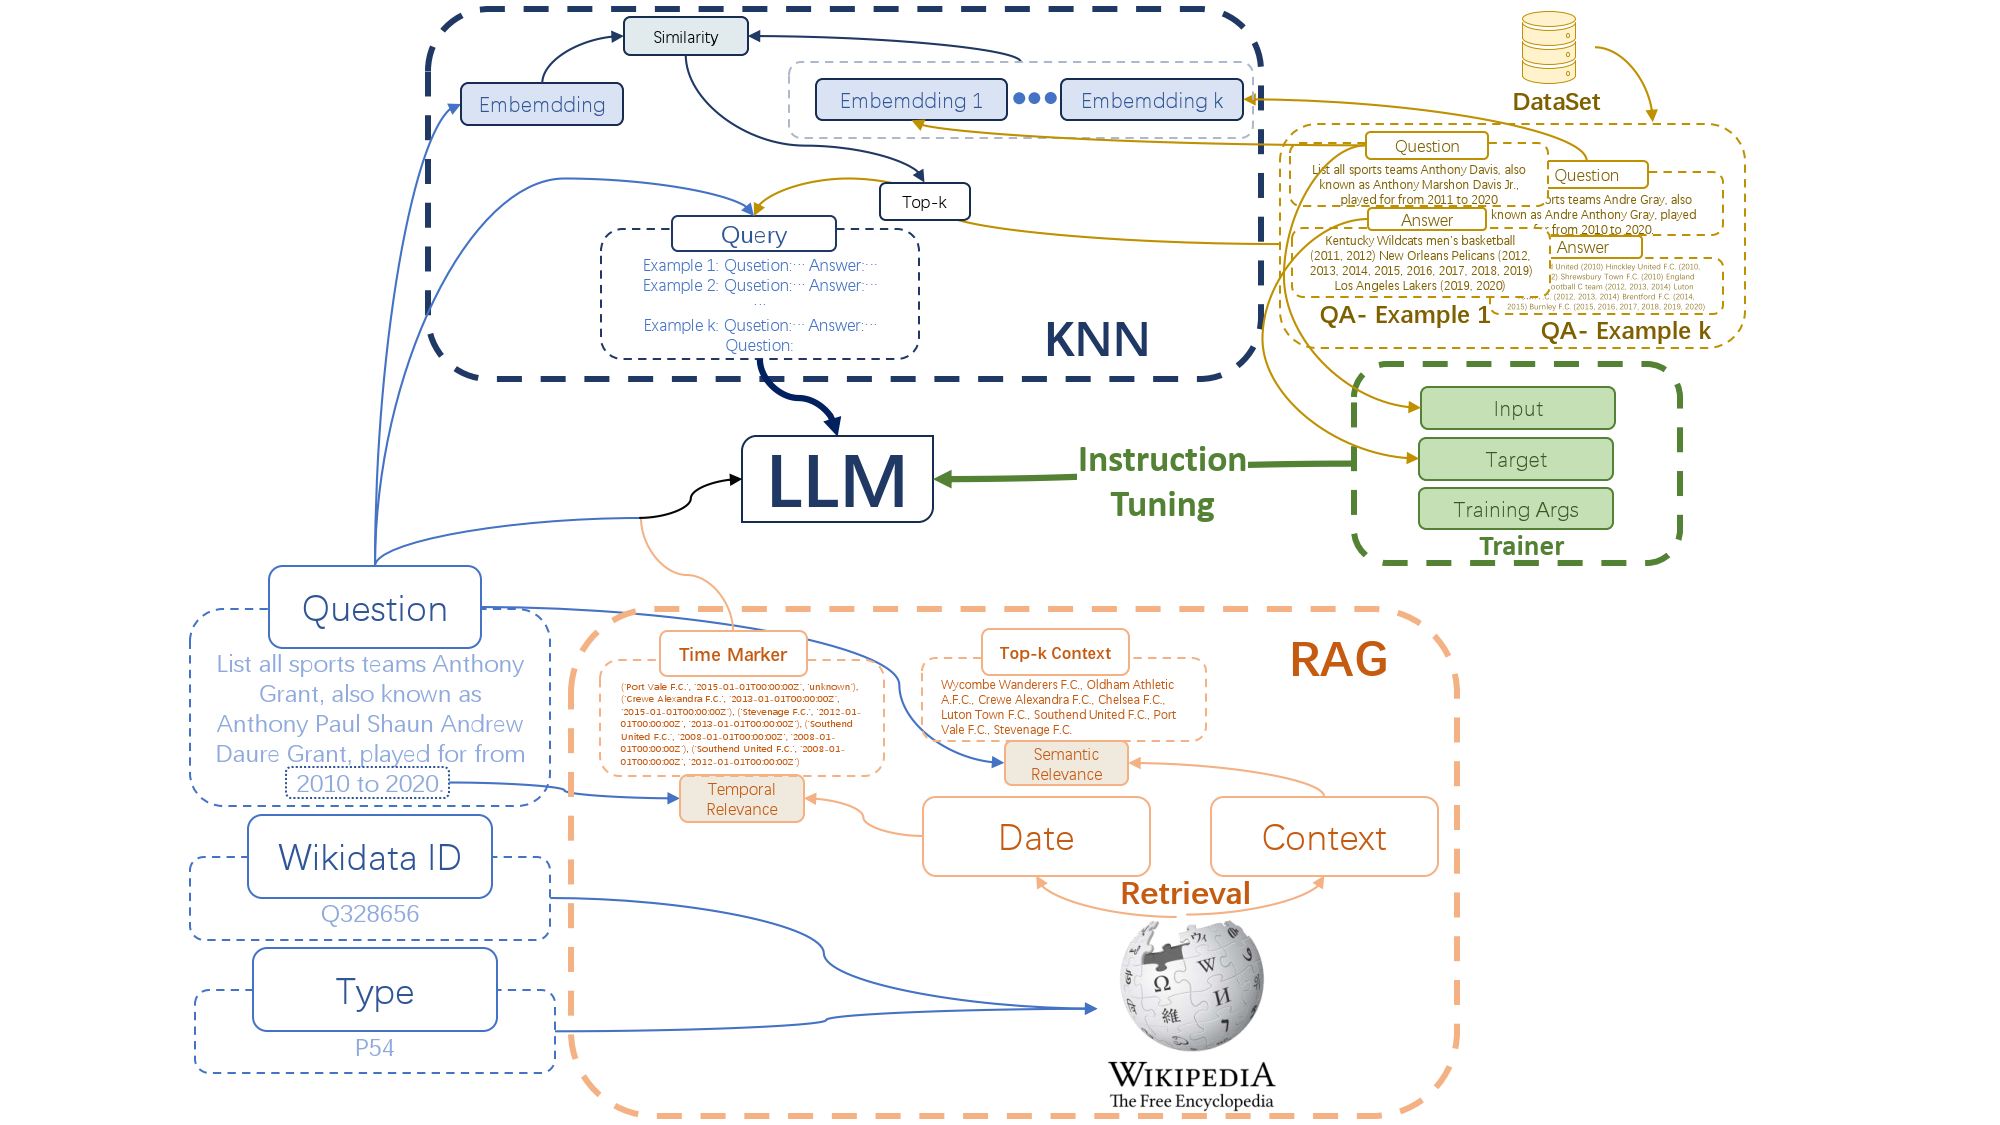 Similarity
Embemdding
Embemdding 1
Embemdding k
Top-k
Query
Example 1: Qusetion:··· Answer:···
Example 2: Qusetion:··· Answer:···
···
Example k: Qusetion:··· Answer:···
Question:
KNN
DataSet
Question
List all sports teams Anthony Davis, also
known as Anthony Marshon Davis Jr.,
played for from 2011 to 2020
Answer
Kentucky Wildcats men's basketball
(2011, 2012) New Orleans Pelicans (2012,
2013, 2014, 2015, 2016, 2017, 2018, 2019)
Los Angeles Lakers (2019, 2020)
QA- Example 1
Question
teams Andre Gray, also
known as Andre Anthony Gray, played
from 2010 to 2020.
Answer
United (2010) Hinckley United F.C. (2010,
Shrewsbury Town F.C. (2010) England
C team (2012, 2013, 2014) Luton
(2012, 2013, 2014) Brentford F.C. (2014,
2015) Burnley F.C. (2015, 2016, 2017, 2018, 2019, 2020)
QA- Example k
Input
Target
Training Args
Trainer
Instruction
Tuning
LLM
Question
List all sports teams Anthony
Grant, also known as
Anthony Paul Shaun Andrew
Daure Grant, played for from
2010 to 2020.
Wikidata ID
Q328656
Type
P54
RAG
Time Marker
('Port Vale F.C.', '2015-01-01T00:00:00Z', 'unknown'),
('Crewe Alexandra F.C.', '2013-01-01T00:00:00Z',
'2015-01-01T00:00:00Z'), ('Stevenage F.C.', '2012-01-
01T00:00:00Z', '2013-01-01T00:00:00Z'), ('Southend
United F.C.', '2008-01-01T00:00:00Z', '2008-01-
01T00:00:00Z'), ('Southend United F.C.', '2008-01-
01T00:00:00Z', '2012-01-01T00:00:00Z')
Temporal
Relevance
Top-k Context
Wycombe Wanderers F.C., Oldham Athletic
A.F.C., Crewe Alexandra F.C., Chelsea F.C.,
Luton Town F.C., Southend United F.C., Port
Vale F.C., Stevenage F.C.
Semantic
Relevance
Date
Context
Retrieval
Ω
W
И
維
WIKIPEDIA
The Free Encyclopedia